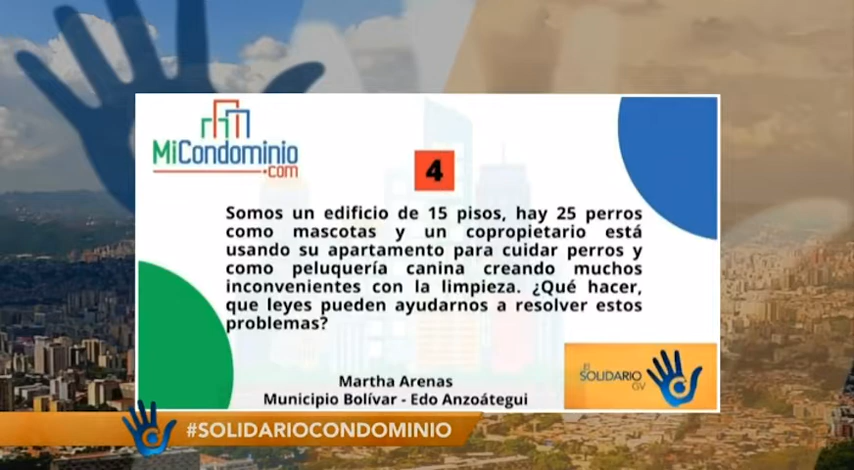 MiCondominio
.com
4
Somos un edificio de 15 pisos, hay 25 perros
como mascotas y un copropietario está
usando su apartamento para cuidar perros y
como peluquería canina creando muchos
inconvenientes con la limpieza. ¿Qué hacer,
que leyes pueden ayudarnos a resolver estos
problemas?
Martha Arenas
Municipio Bolívar - Edo Anzoátegui
El
SOLIDARIO
GV
#SOLIDARIOCONDOMINIO